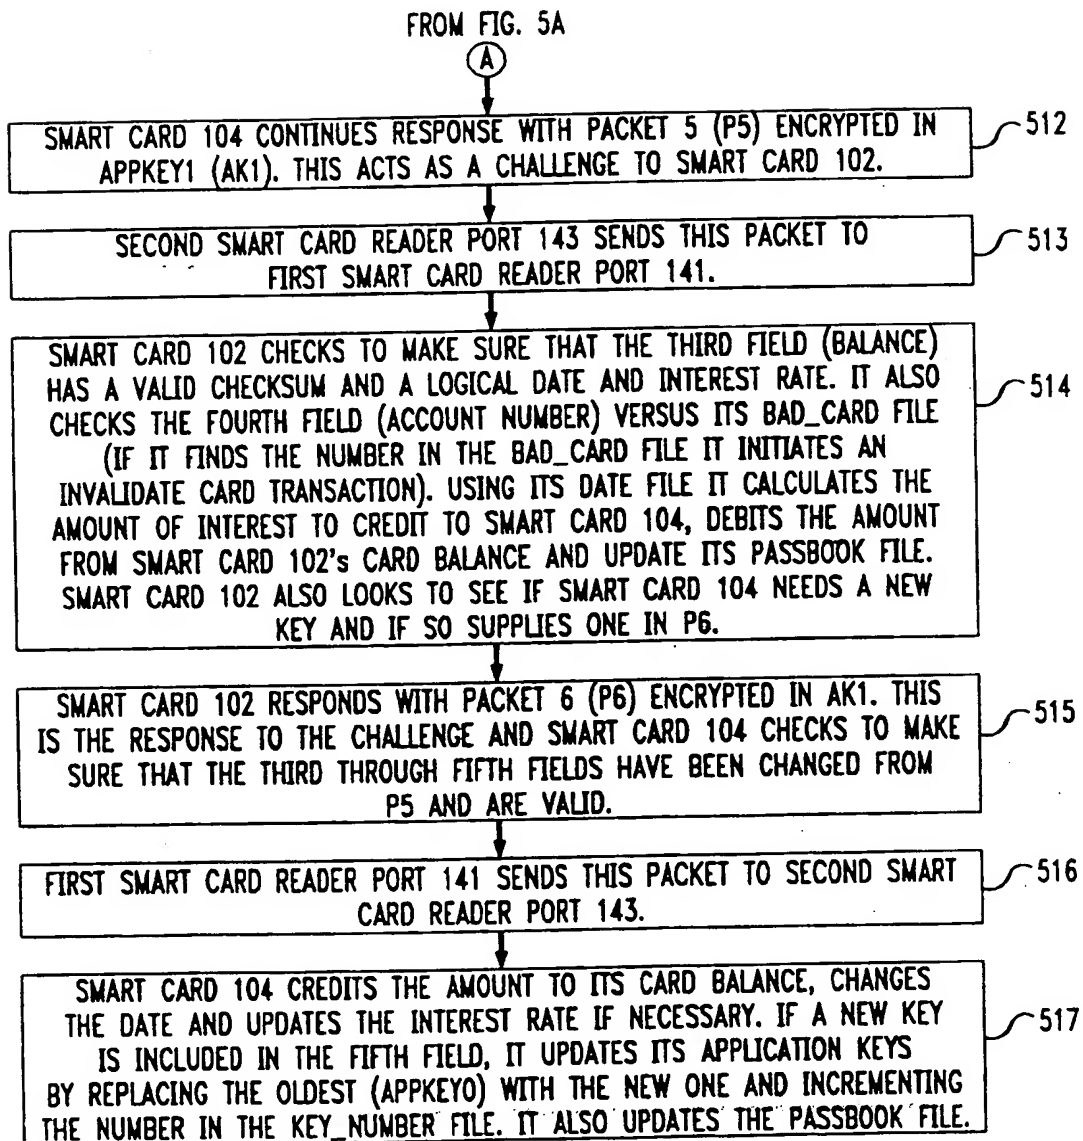 FROM FIG. 5A
A
SMART CARD 104 CONTINUES RESPONSE WITH PACKET 5 (P5) ENCRYPTED IN
APPKEY1 (AK1). THIS ACTS AS A CHALLENGE TO SMART CARD 102.
512
SECOND SMART CARD READER PORT 143 SENDS THIS PACKET TO
FIRST SMART CARD READER PORT 141.
513
SMART CARD 102 CHECKS TO MAKE SURE THAT THE THIRD FIELD (BALANCE)
HAS A VALID CHECKSUM AND A LOGICAL DATE AND INTEREST RATE. IT ALSO
CHECKS THE FOURTH FIELD (ACCOUNT NUMBER) VERSUS ITS BAD_CARD FILE
(IF IT FINDS THE NUMBER IN THE BAD_CARD FILE IT INITIATES AN
INVALIDATE CARD TRANSACTION). USING ITS DATE FILE IT CALCULATES THE
AMOUNT OF INTEREST TO CREDIT TO SMART CARD 104, DEBITS THE AMOUNT
FROM SMART CARD 102's CARD BALANCE AND UPDATE ITS PASSBOOK FILE.
SMART CARD 102 ALSO LOOKS TO SEE IF SMART CARD 104 NEEDS A NEW
KEY AND IF SO SUPPLIES ONE IN P6.
514
SMART CARD 102 RESPONDS WITH PACKET 6 (P6) ENCRYPTED IN AK1. THIS
IS THE RESPONSE TO THE CHALLENGE AND SMART CARD 104 CHECKS TO MAKE
SURE THAT THE THIRD THROUGH FIFTH FIELDS HAVE BEEN CHANGED FROM
P5 AND ARE VALID.
515
FIRST SMART CARD READER PORT 141 SENDS THIS PACKET TO SECOND SMART
CARD READER PORT 143.
516
SMART CARD 104 CREDITS THE AMOUNT TO ITS CARD BALANCE, CHANGES
THE DATE AND UPDATES THE INTEREST RATE IF NECESSARY. IF A NEW KEY
IS INCLUDED IN THE FIFTH FIELD, IT UPDATES ITS APPLICATION KEYS
BY REPLACING THE OLDEST (APPKEY0) WITH THE NEW ONE AND INCREMENTING
THE NUMBER IN THE KEY_NUMBER FILE. IT ALSO UPDATES THE PASSBOOK FILE.
517